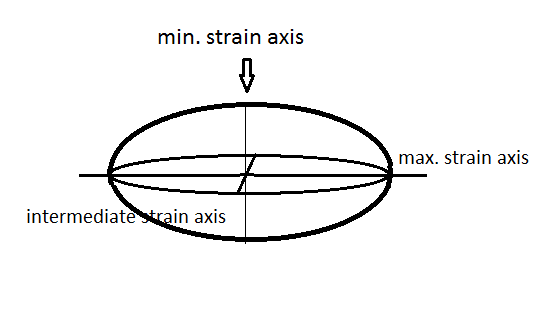 min. strain axis
max. strain axis
intermediate strain axis